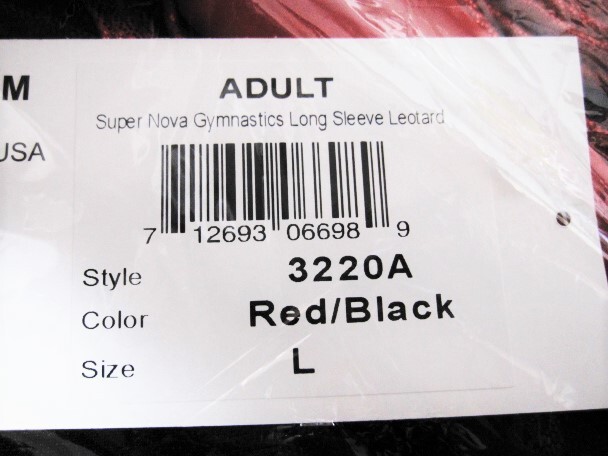 M
USA
ADULT
Super Nova Gymnastics Long Sleeve Leotard
7 12693 06698 9
Style 3220A
Color Red/Black
Size L